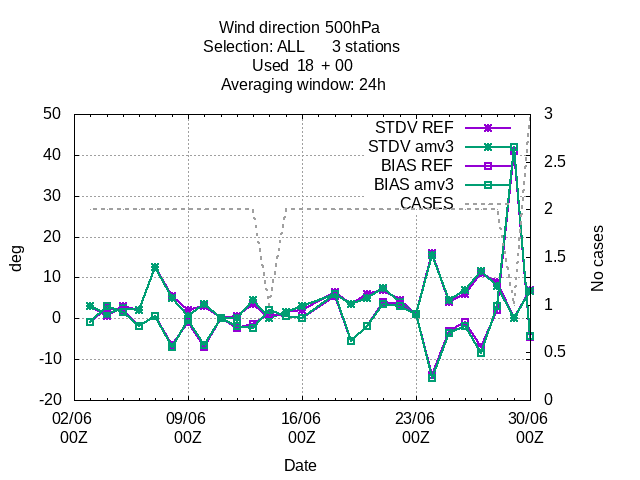 Wind direction 500hPa
Selection: ALL 3 stations
Used 18 + 00
Averaging window: 24h
STDV REF
STDV amv3
BIAS REF
BIAS amv3
CASES
deg
50
40
30
20
10
0
-10
-20
No cases
3
2.5
2
1.5
1
0.5
0
02/06 09/06 16/06 23/06 30/06
00Z 00Z 00Z 00Z 00Z
Date